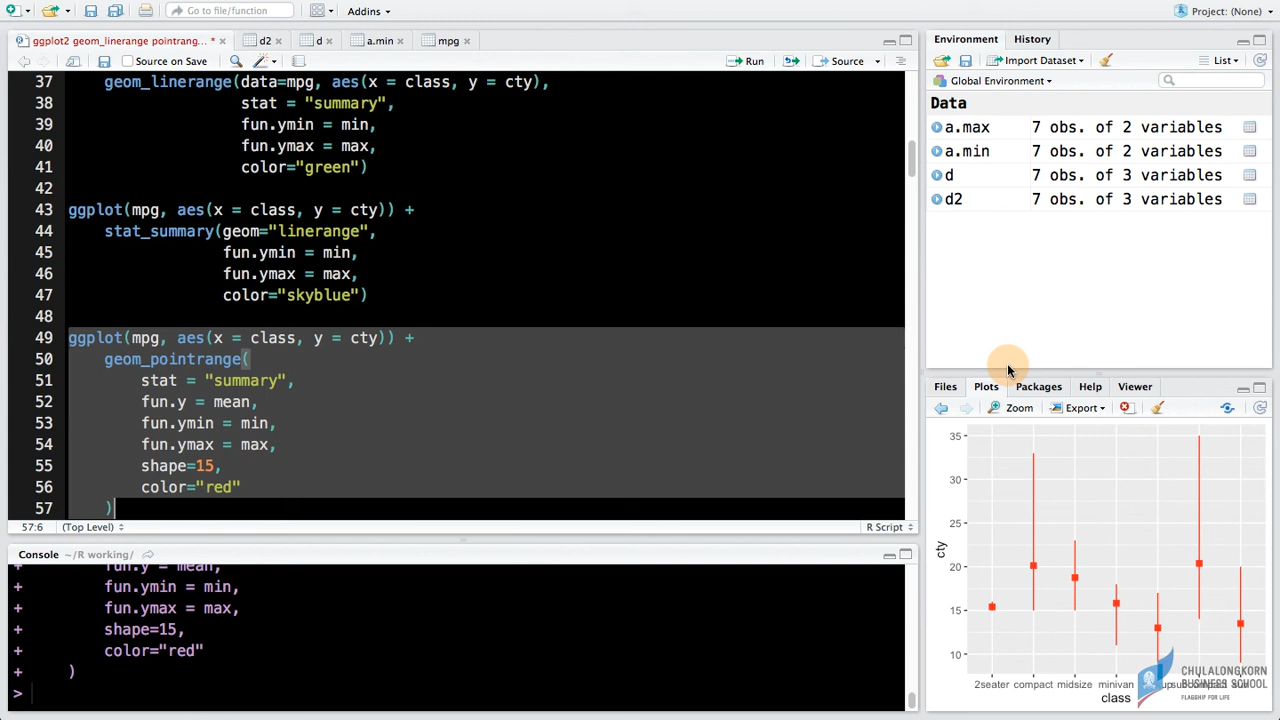 Go to file/function
Addins
Project: (None)
ggplot2 geom_linerange pointrang... *
d2
d
a.min
mpg
Source on Save
Run
Source
37 geom_linerange(data=mpg, aes(x = class, y = cty),
38 stat = "summary",
39 fun.ymin = min,
40 fun.ymax = max,
41 color="green")
42
43 ggplot(mpg, aes(x = class, y = cty)) +
44 stat_summary(geom="linerange",
45 fun.ymin = min,
46 fun.ymax = max,
47 color="skyblue")
48
49 ggplot(mpg, aes(x = class, y = cty)) +
50 geom_pointrange(
51 stat = "summary",
52 fun.y = mean,
53 fun.ymin = min,
54 fun.ymax = max,
55 shape=15,
56 color="red"
57 )
57:6 (Top Level) R Script
Console ~/R working/
+ fun.y = mean,
+ fun.ymin = min,
+ fun.ymax = max,
+ shape=15,
+ color="red"
+ )
>
Environment History
Import Dataset List
Global Environment
Data
a.max 7 obs. of 2 variables
a.min 7 obs. of 2 variables
d 7 obs. of 3 variables
d2 7 obs. of 3 variables
Files Plots Packages Help Viewer
Zoom Export
35
30
25
20
15
10
cty
2seater compact midsize minivan
class
CHULALONGKORN
BUSINESS SCHOOL
FLAGSHIP FOR LIFE